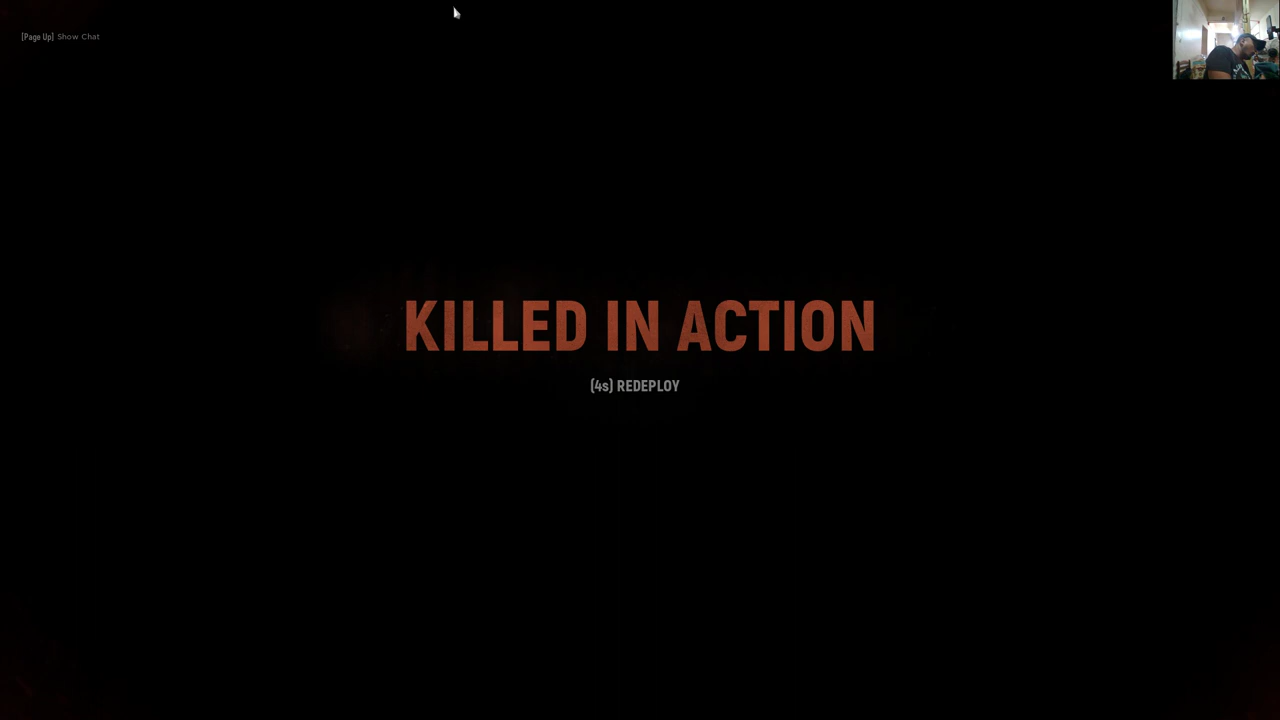 [Page Up] Show Chat
KILLED IN ACTION
(4s) REDEPLOY